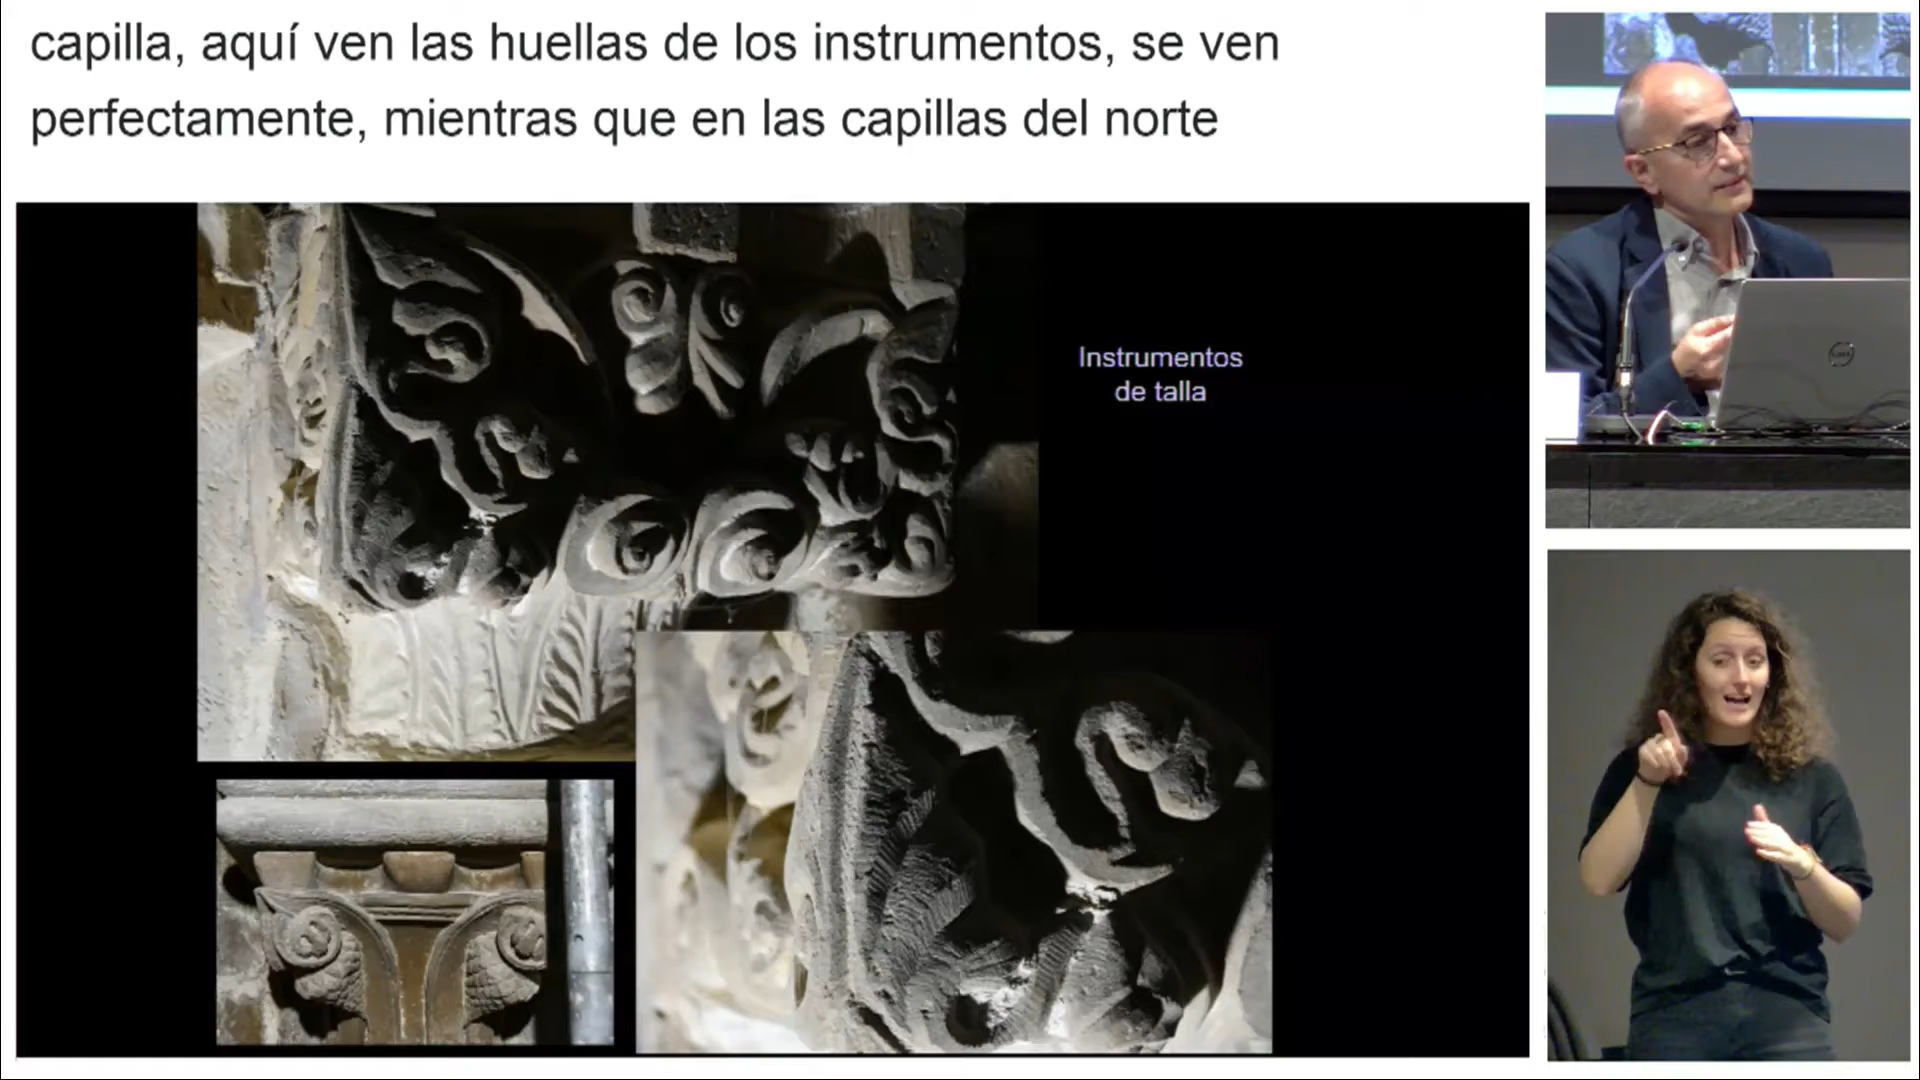 capilla, aquí ven las huellas de los instrumentos, se ven
perfectamente, mientras que en las capillas del norte
Instrumentos
de talla